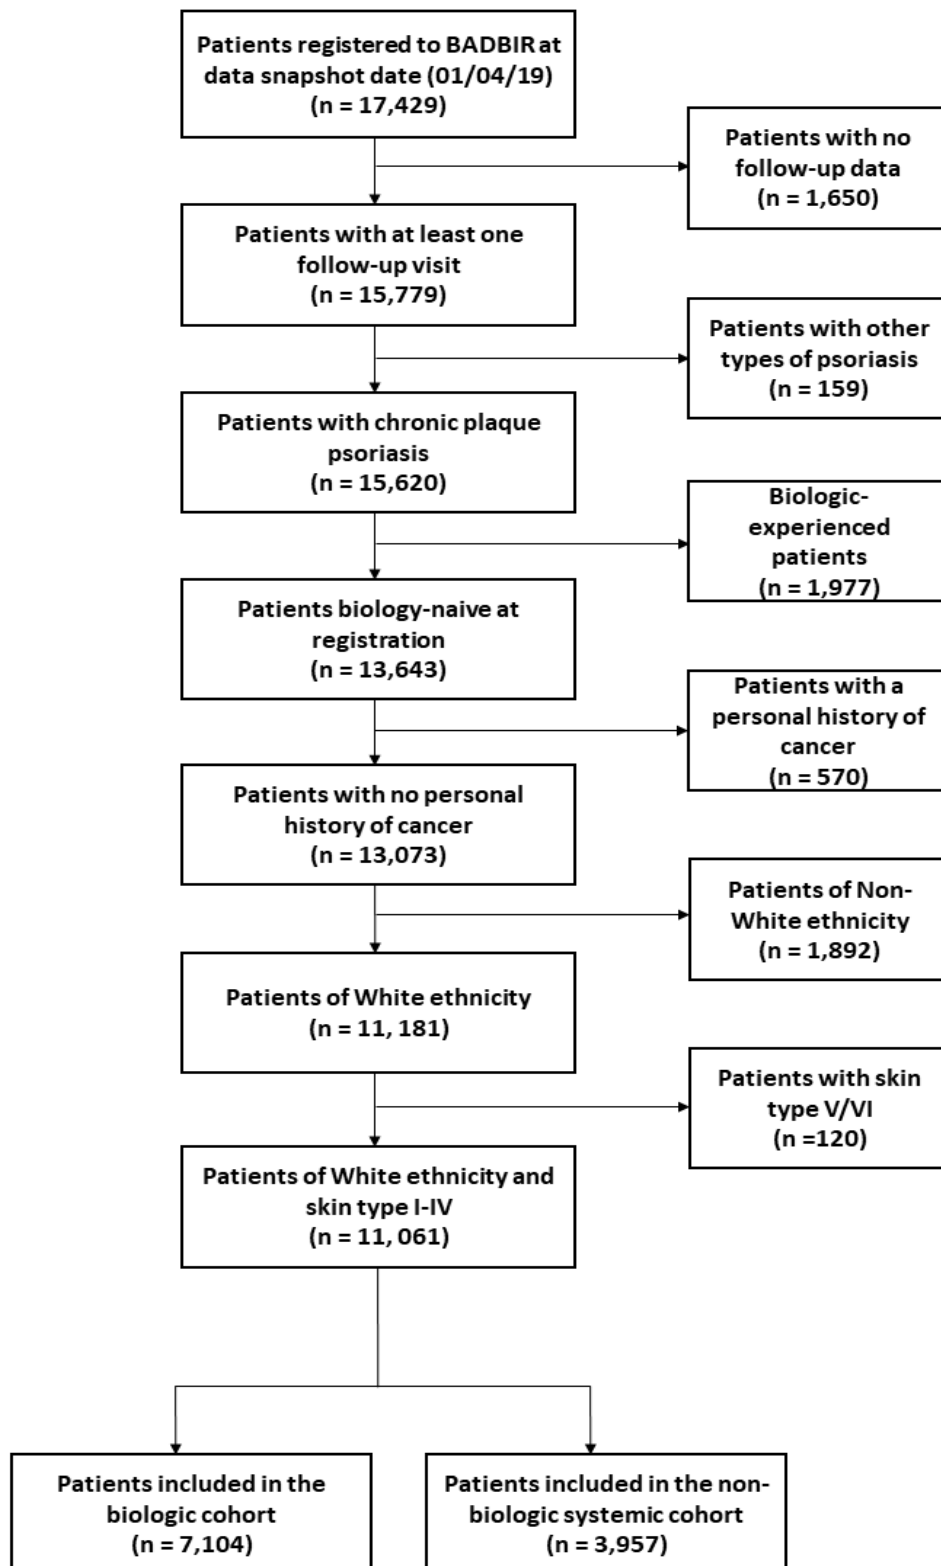 Patients registered to BADBIR at
data snapshot date (01/04/19)
(n = 17,429)
Patients with no
follow-up data
(n = 1,650)
Patients with at least one
follow-up visit
(n = 15,779)
Patients with other
types of psoriasis
(n = 159)
Patients with chronic plaque
psoriasis
(n = 15,620)
Biologic-
experienced
patients
(n = 1,977)
Patients biology-naive at
registration
(n = 13,643)
Patients with a
personal history of
cancer
(n = 570)
Patients with no personal
history of cancer
(n = 13,073)
Patients of Non-
White ethnicity
(n = 1,892)
Patients of White ethnicity
(n = 11, 181)
Patients with skin
type V/VI
(n =120)
Patients of White ethnicity and
skin type I-IV
(n = 11, 061)
Patients included in the
biologic cohort
(n = 7,104)
Patients included in the non-
biologic systemic cohort
(n = 3,957)